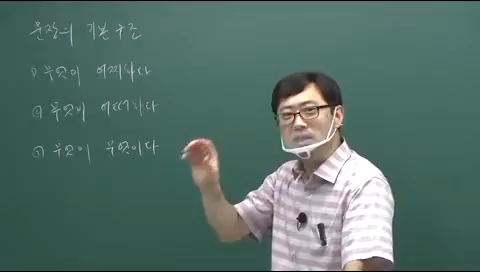 문장의 기본구조
① 무엇이 어찌하다
② 무엇이 어떠하다
③ 무엇이 무엇이다